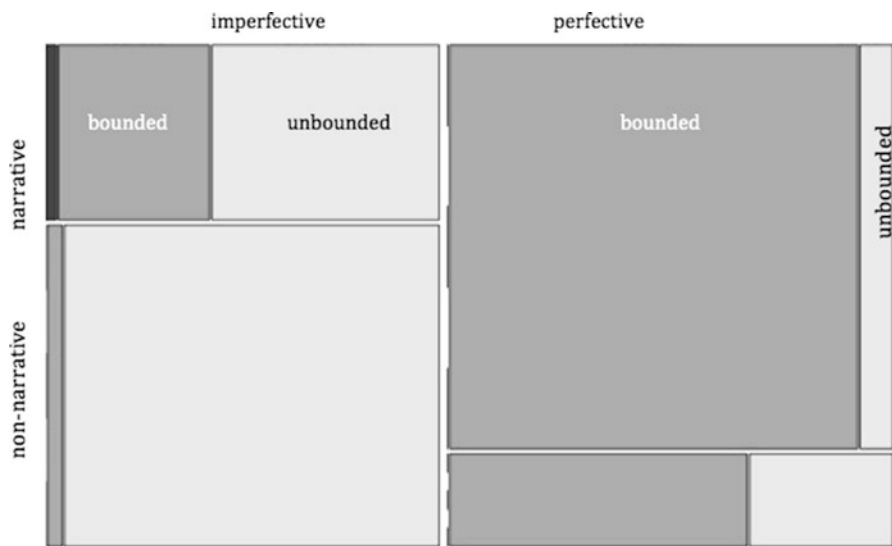 imperfective
perfective
narrative
bounded
unbounded
bounded
unbounded
non-narrative